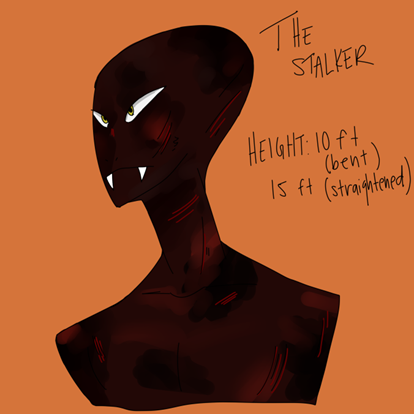 THE
STALKER
HEIGHT: 10 ft
(bent)
15 ft (straightened)